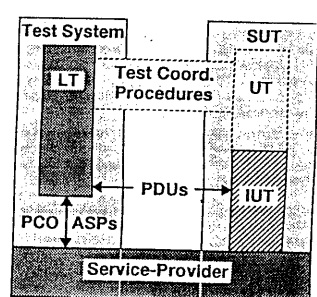 Test System
SUT
LT
Test Coord.
Procedures
UT
PDUs
IUT
PCO
ASPs
Service-Provider